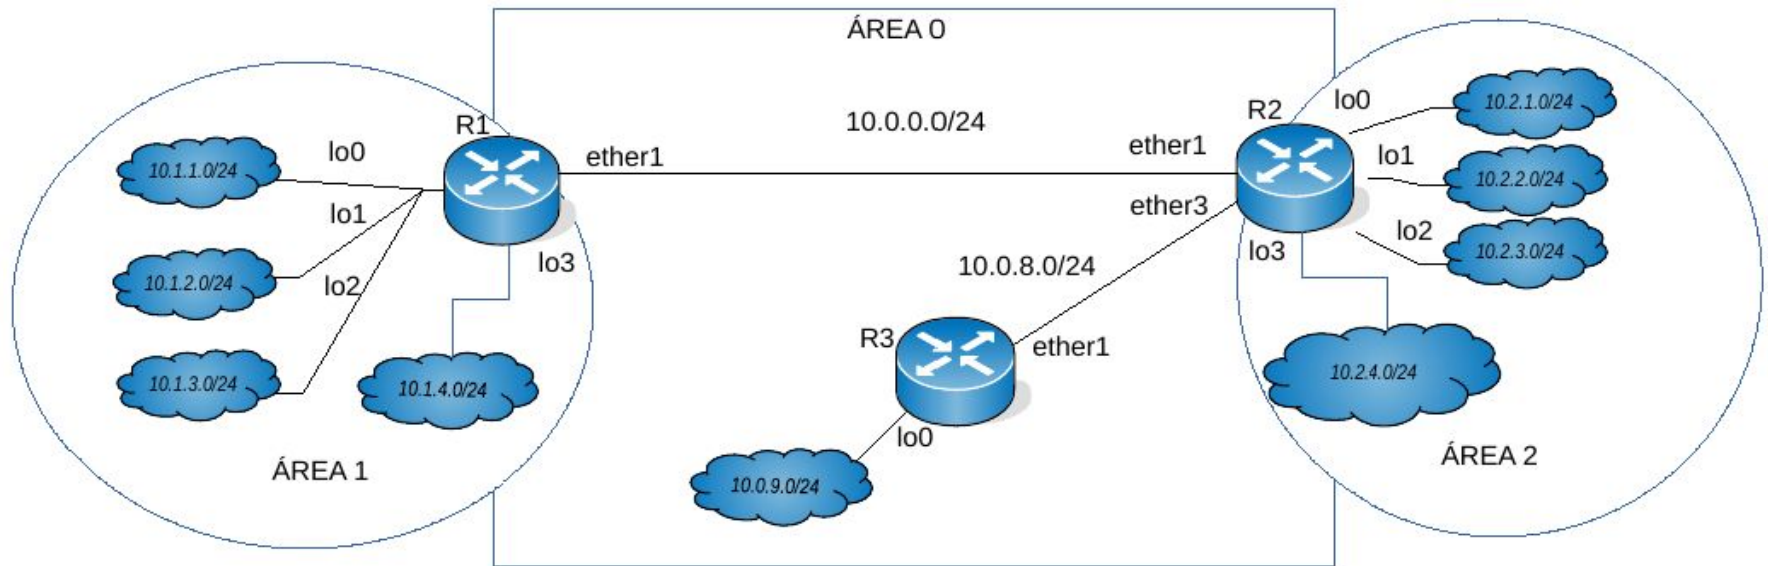 ÁREA 0
R1
ether1
10.0.0.0/24
ether1
R2
lo0
10.2.1.0/24
lo0
10.1.1.0/24
lo1
10.2.2.0/24
ether3
lo1
lo2
10.2.3.0/24
lo3
lo3
10.0.8.0/24
10.1.2.0/24
lo2
R3
ether1
10.1.3.0/24
10.1.4.0/24
10.2.4.0/24
lo0
ÁREA 1
ÁREA 2
10.0.9.0/24